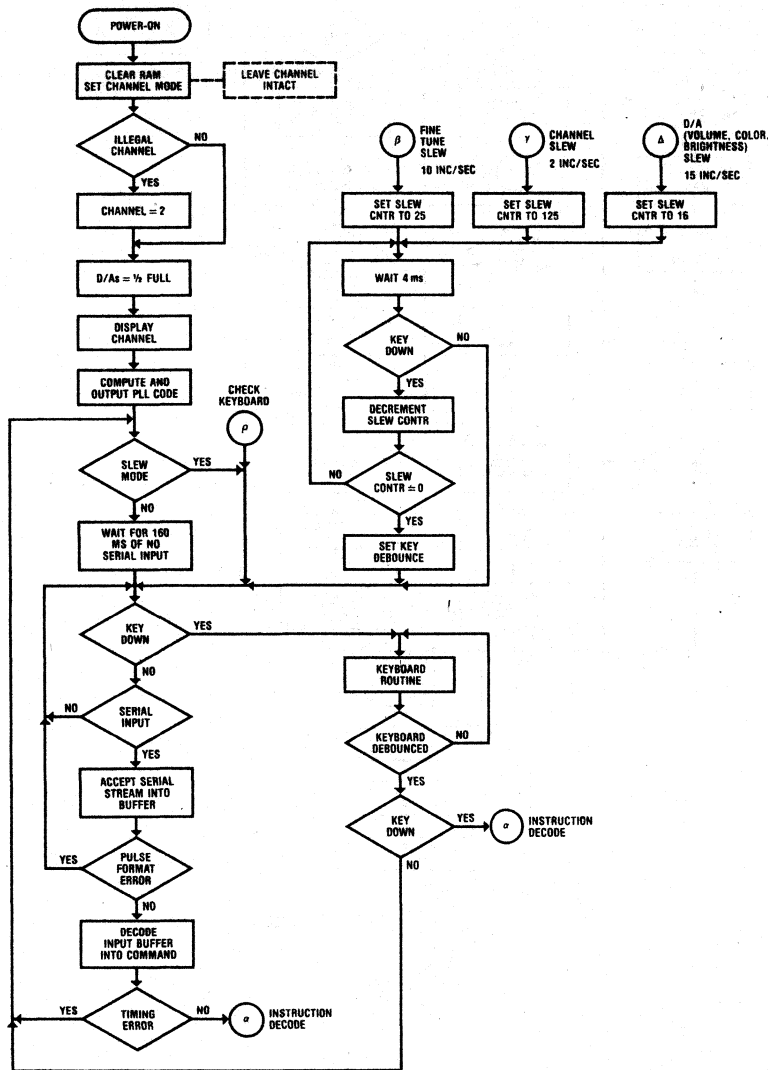 POWER-ON
CLEAR RAM
SET CHANNEL MODE
LEAVE CHANNEL
INTACT
ILLEGAL
CHANNEL
NO
YES
CHANNEL = 2
D/As = ½ FULL
DISPLAY
CHANNEL
COMPUTE AND
OUTPUT PLL CODE
SLEW
MODE
YES
NO
CHECK
KEYBOARD
ρ
WAIT FOR 160
MS OF NO
SERIAL INPUT
β
FINE
TUNE
SLEW
10 INC/SEC
γ
CHANNEL
SLEW
2 INC/SEC
Δ
D/A
(VOLUME, COLOR,
BRIGHTNESS)
SLEW
15 INC/SEC
SET SLEW
CNTR TO 25
SET SLEW
CNTR TO 125
SET SLEW
CNTR TO 16
WAIT 4 ms
KEY
DOWN
NO
YES
DECREMENT
SLEW CONTR
SLEW
CONTR = 0
NO
YES
SET KEY
DEBOUNCE
KEY
DOWN
YES
NO
SERIAL
INPUT
NO
YES
ACCEPT SERIAL
STREAM INTO
BUFFER
PULSE
FORMAT
ERROR
YES
NO
DECODE
INPUT BUFFER
INTO COMMAND
TIMING
ERROR
YES
NO
α
INSTRUCTION
DECODE
KEYBOARD
ROUTINE
KEYBOARD
DEBOUNCED
NO
YES
KEY
DOWN
YES
α
INSTRUCTION
DECODE
NO